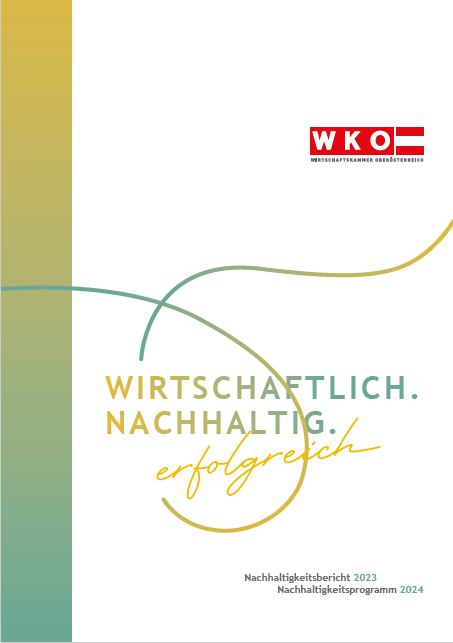 WKO
WIRTSCHAFTSKAMMER OBERÖSTERREICH
WIRTSCHAFTLICH.
NACHHALTIG.
erfolgreich
Nachhaltigkeitsbericht 2023
Nachhaltigkeitsprogramm 2024